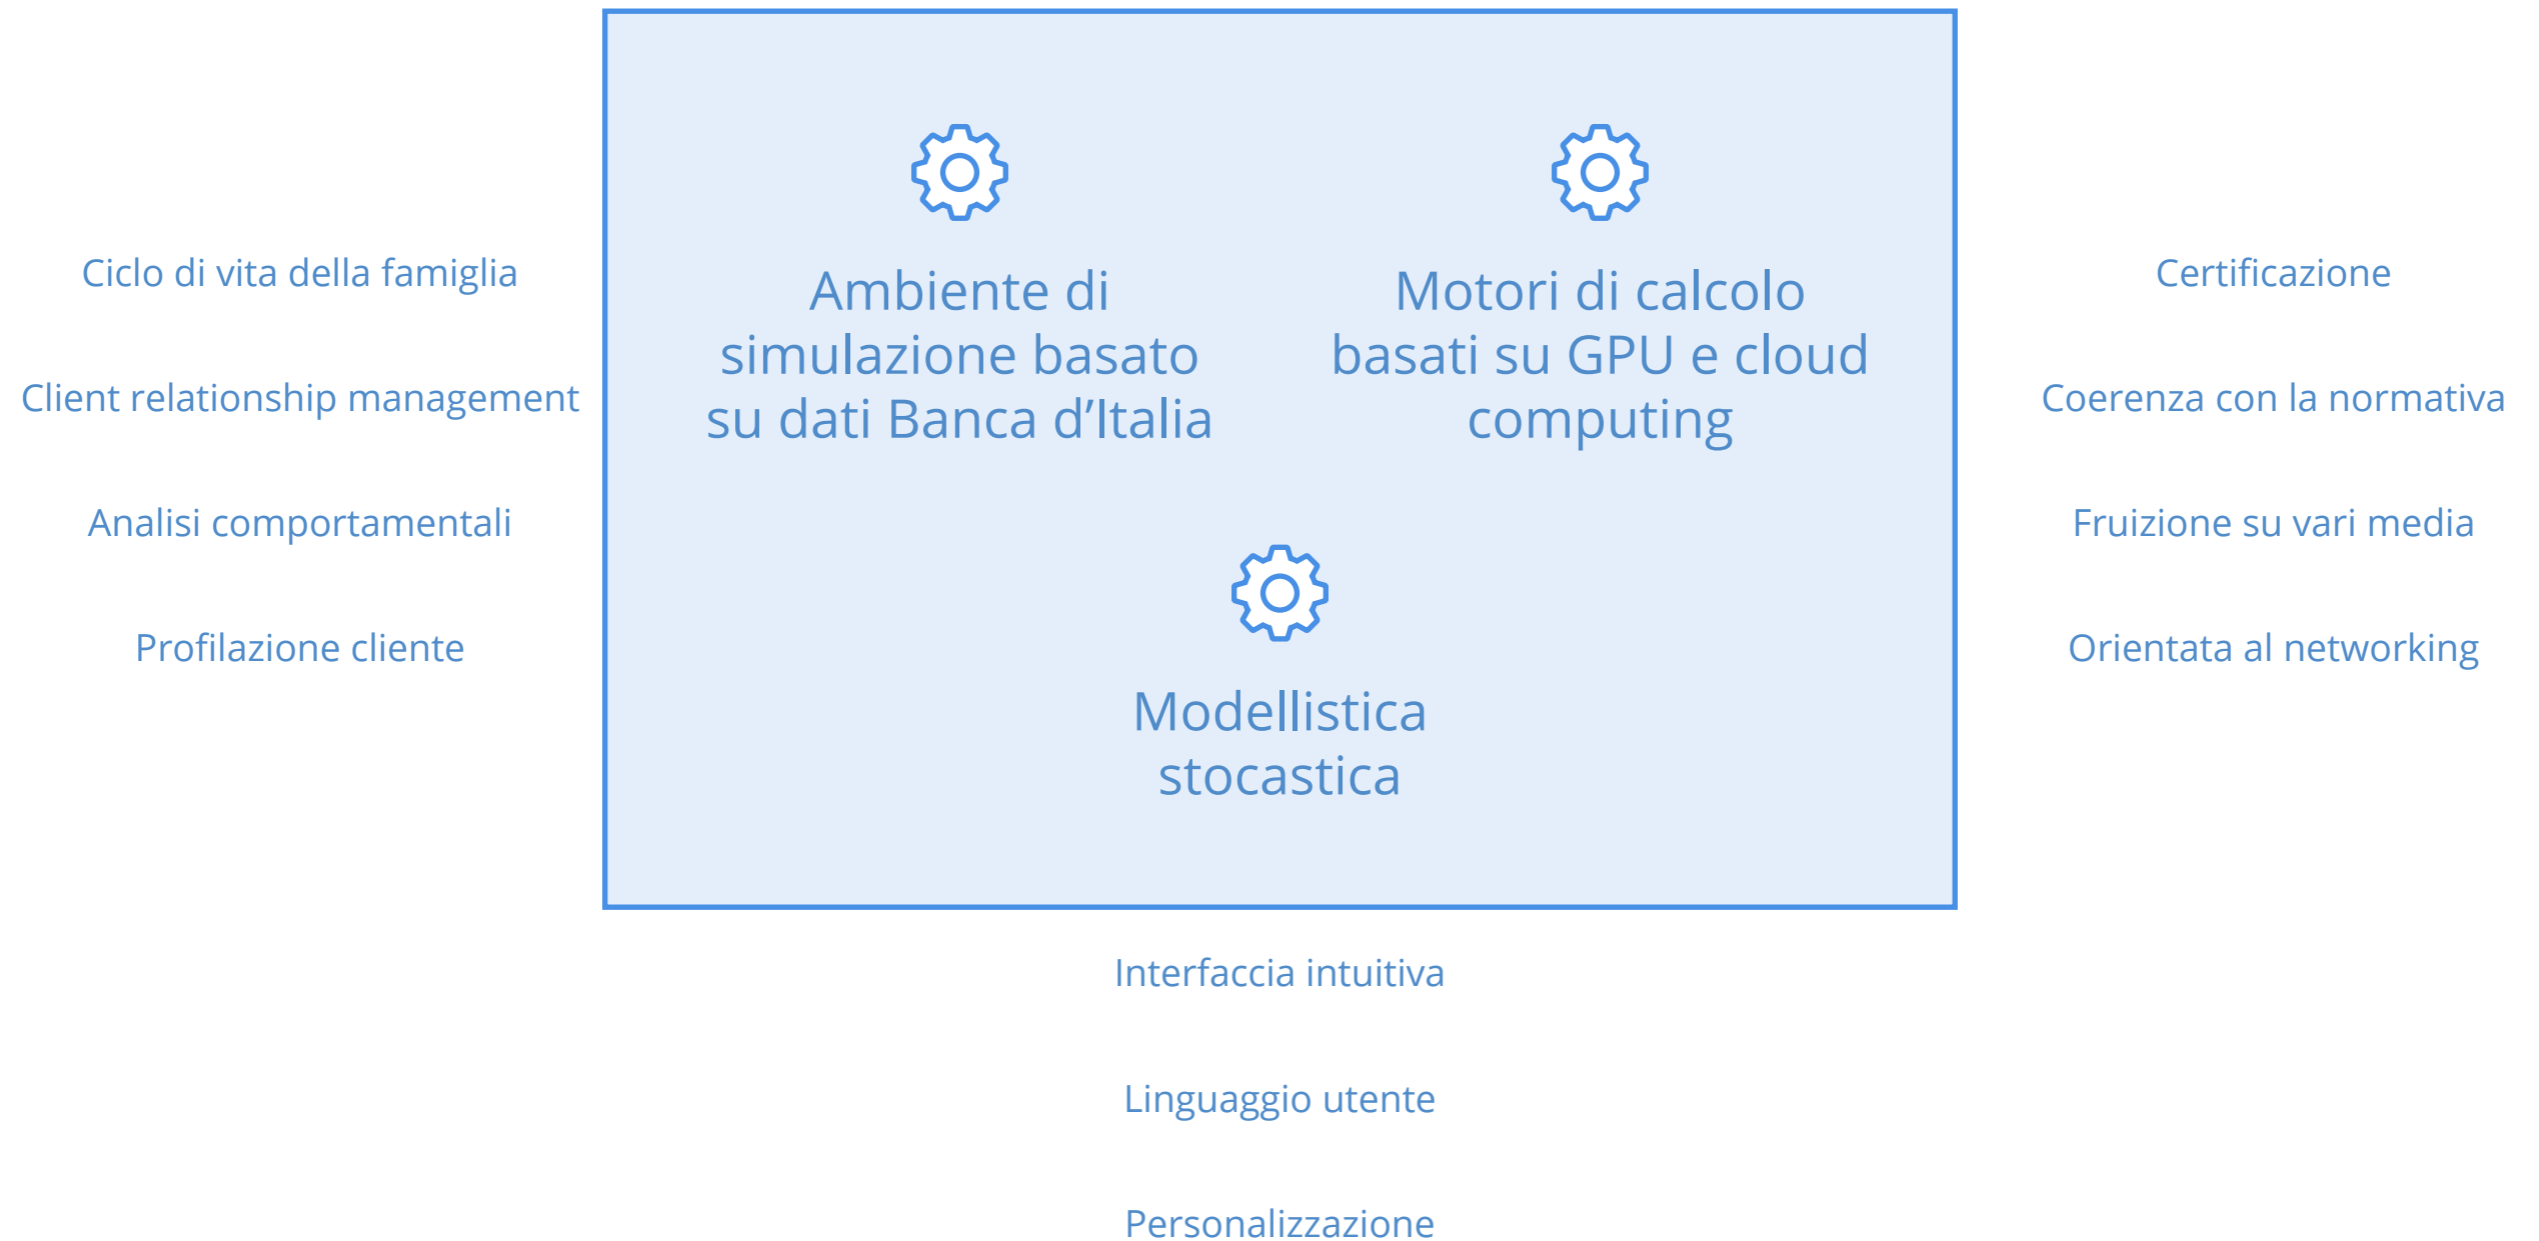 Ciclo di vita della famiglia
Client relationship management
Analisi comportamentali
Profilazione cliente
Ambiente di
simulazione basato
su dati Banca d’Italia
Motori di calcolo
basati su GPU e cloud
computing
Modellistica
stocastica
Certificazione
Coerenza con la normativa
Fruizione su vari media
Orientata al networking
Interfaccia intuitiva
Linguaggio utente
Personalizzazione